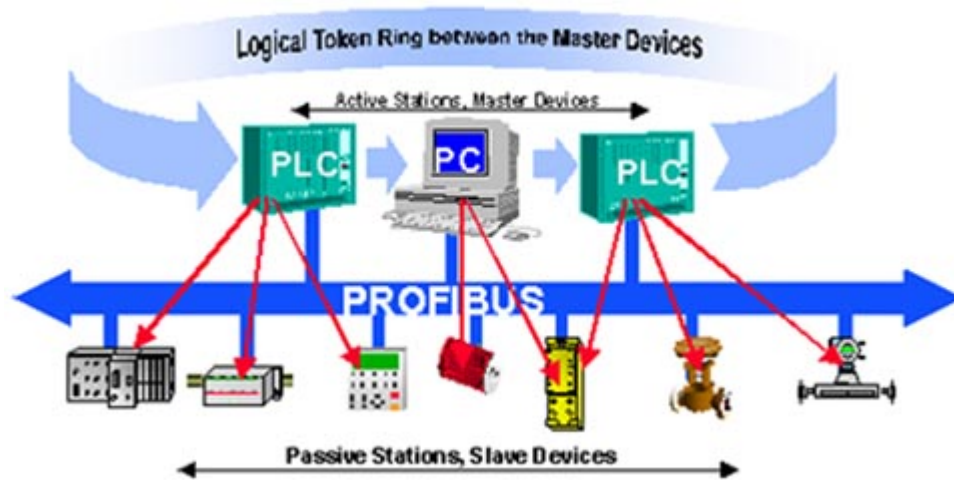 Logical Token Ring between the Master Devices
Active Stations, Master Devices
PLC
PC
PLC
PROFIBUS
Passive Stations, Slave Devices